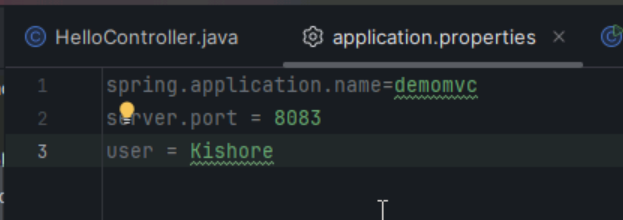 HelloController.java
application.properties
1 spring.application.name=demomvc
2 server.port = 8083
3 user = Kishore